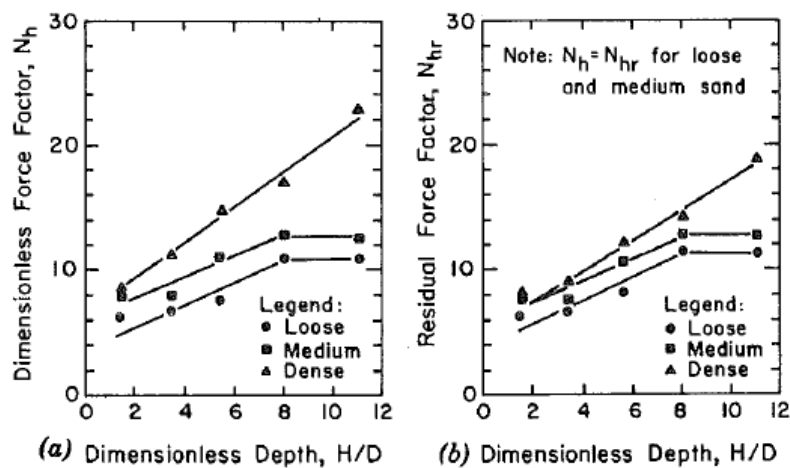 Dimensionless Force Factor, Nh
30
20
10
0
0 2 4 6 8 10 12
Legend:
Loose
Medium
Dense
(a) Dimensionless Depth, H/D
Residual Force Factor, Nhr
30
20
10
0
0 2 4 6 8 10 12
Note: Nh=Nhr for loose
and medium sand
Legend:
Loose
Medium
Dense
(b) Dimensionless Depth, H/D